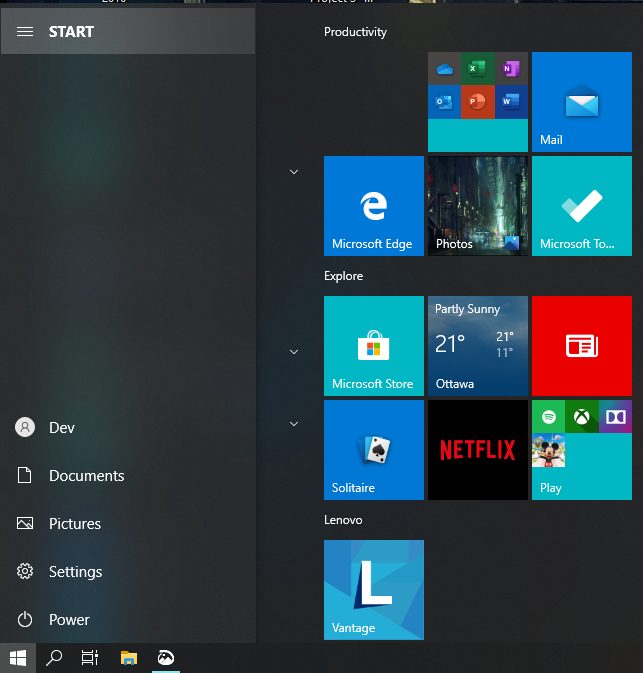 START
Productivity
Mail
Microsoft Edge
Photos
Microsoft To...
Explore
Microsoft Store
Partly Sunny
21°
21°
11°
Ottawa
Solitaire
NETFLIX
Play
Lenovo
L
Vantage
Dev
Documents
Pictures
Settings
Power